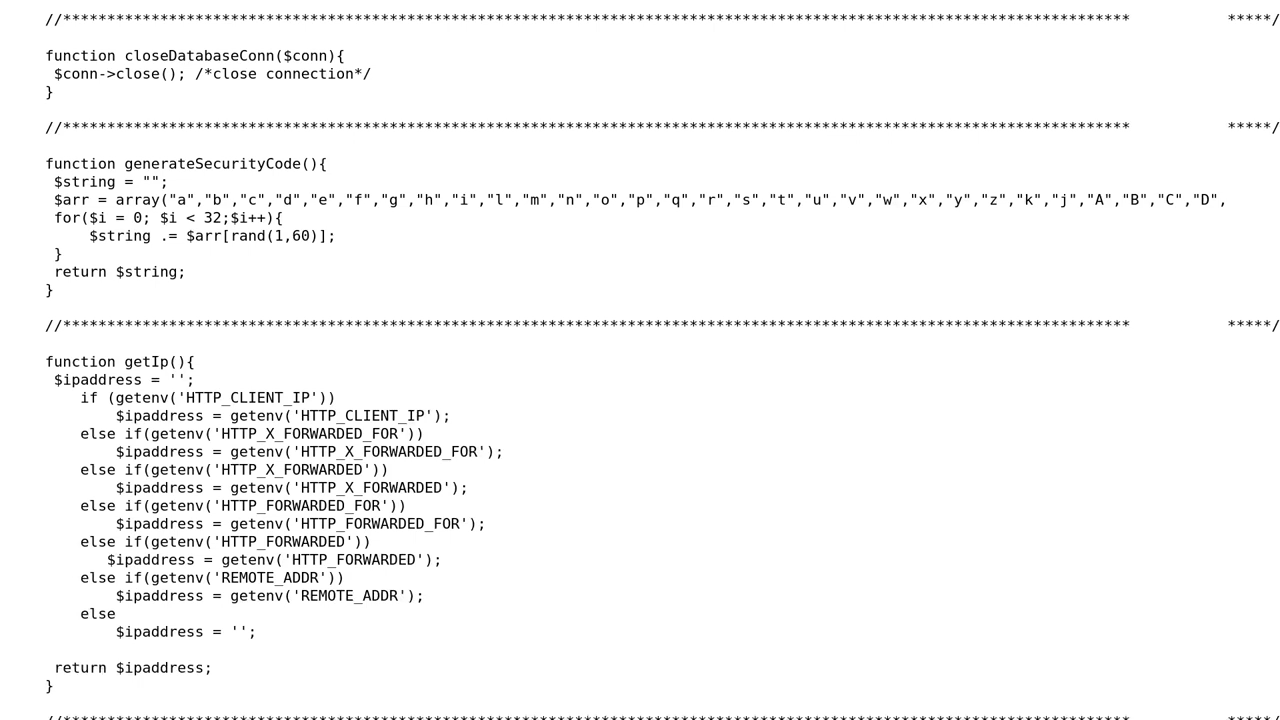 //************************************************************************************************************************* *****/
function closeDatabaseConn($conn){
$conn->close(); /*close connection*/
}
//************************************************************************************************************************* *****/
function generateSecurityCode(){
$string = "";
$arr = array("a","b","c","d","e","f","g","h","i","l","m","n","o","p","q","r","s","t","u","v","w","x","y","z","k","j","A","B","C","D",
for($i = 0; $i < 32;$i++){
$string .= $arr[rand(1,60)];
}
return $string;
}
//************************************************************************************************************************* *****/
function getIp(){
$ipaddress = '';
if (getenv('HTTP_CLIENT_IP'))
$ipaddress = getenv('HTTP_CLIENT_IP');
else if(getenv('HTTP_X_FORWARDED_FOR'))
$ipaddress = getenv('HTTP_X_FORWARDED_FOR');
else if(getenv('HTTP_X_FORWARDED'))
$ipaddress = getenv('HTTP_X_FORWARDED');
else if(getenv('HTTP_FORWARDED_FOR'))
$ipaddress = getenv('HTTP_FORWARDED_FOR');
else if(getenv('HTTP_FORWARDED'))
$ipaddress = getenv('HTTP_FORWARDED');
else if(getenv('REMOTE_ADDR'))
$ipaddress = getenv('REMOTE_ADDR');
else
$ipaddress = '';
return $ipaddress;
}
//************************************************************************************************************************* *****/